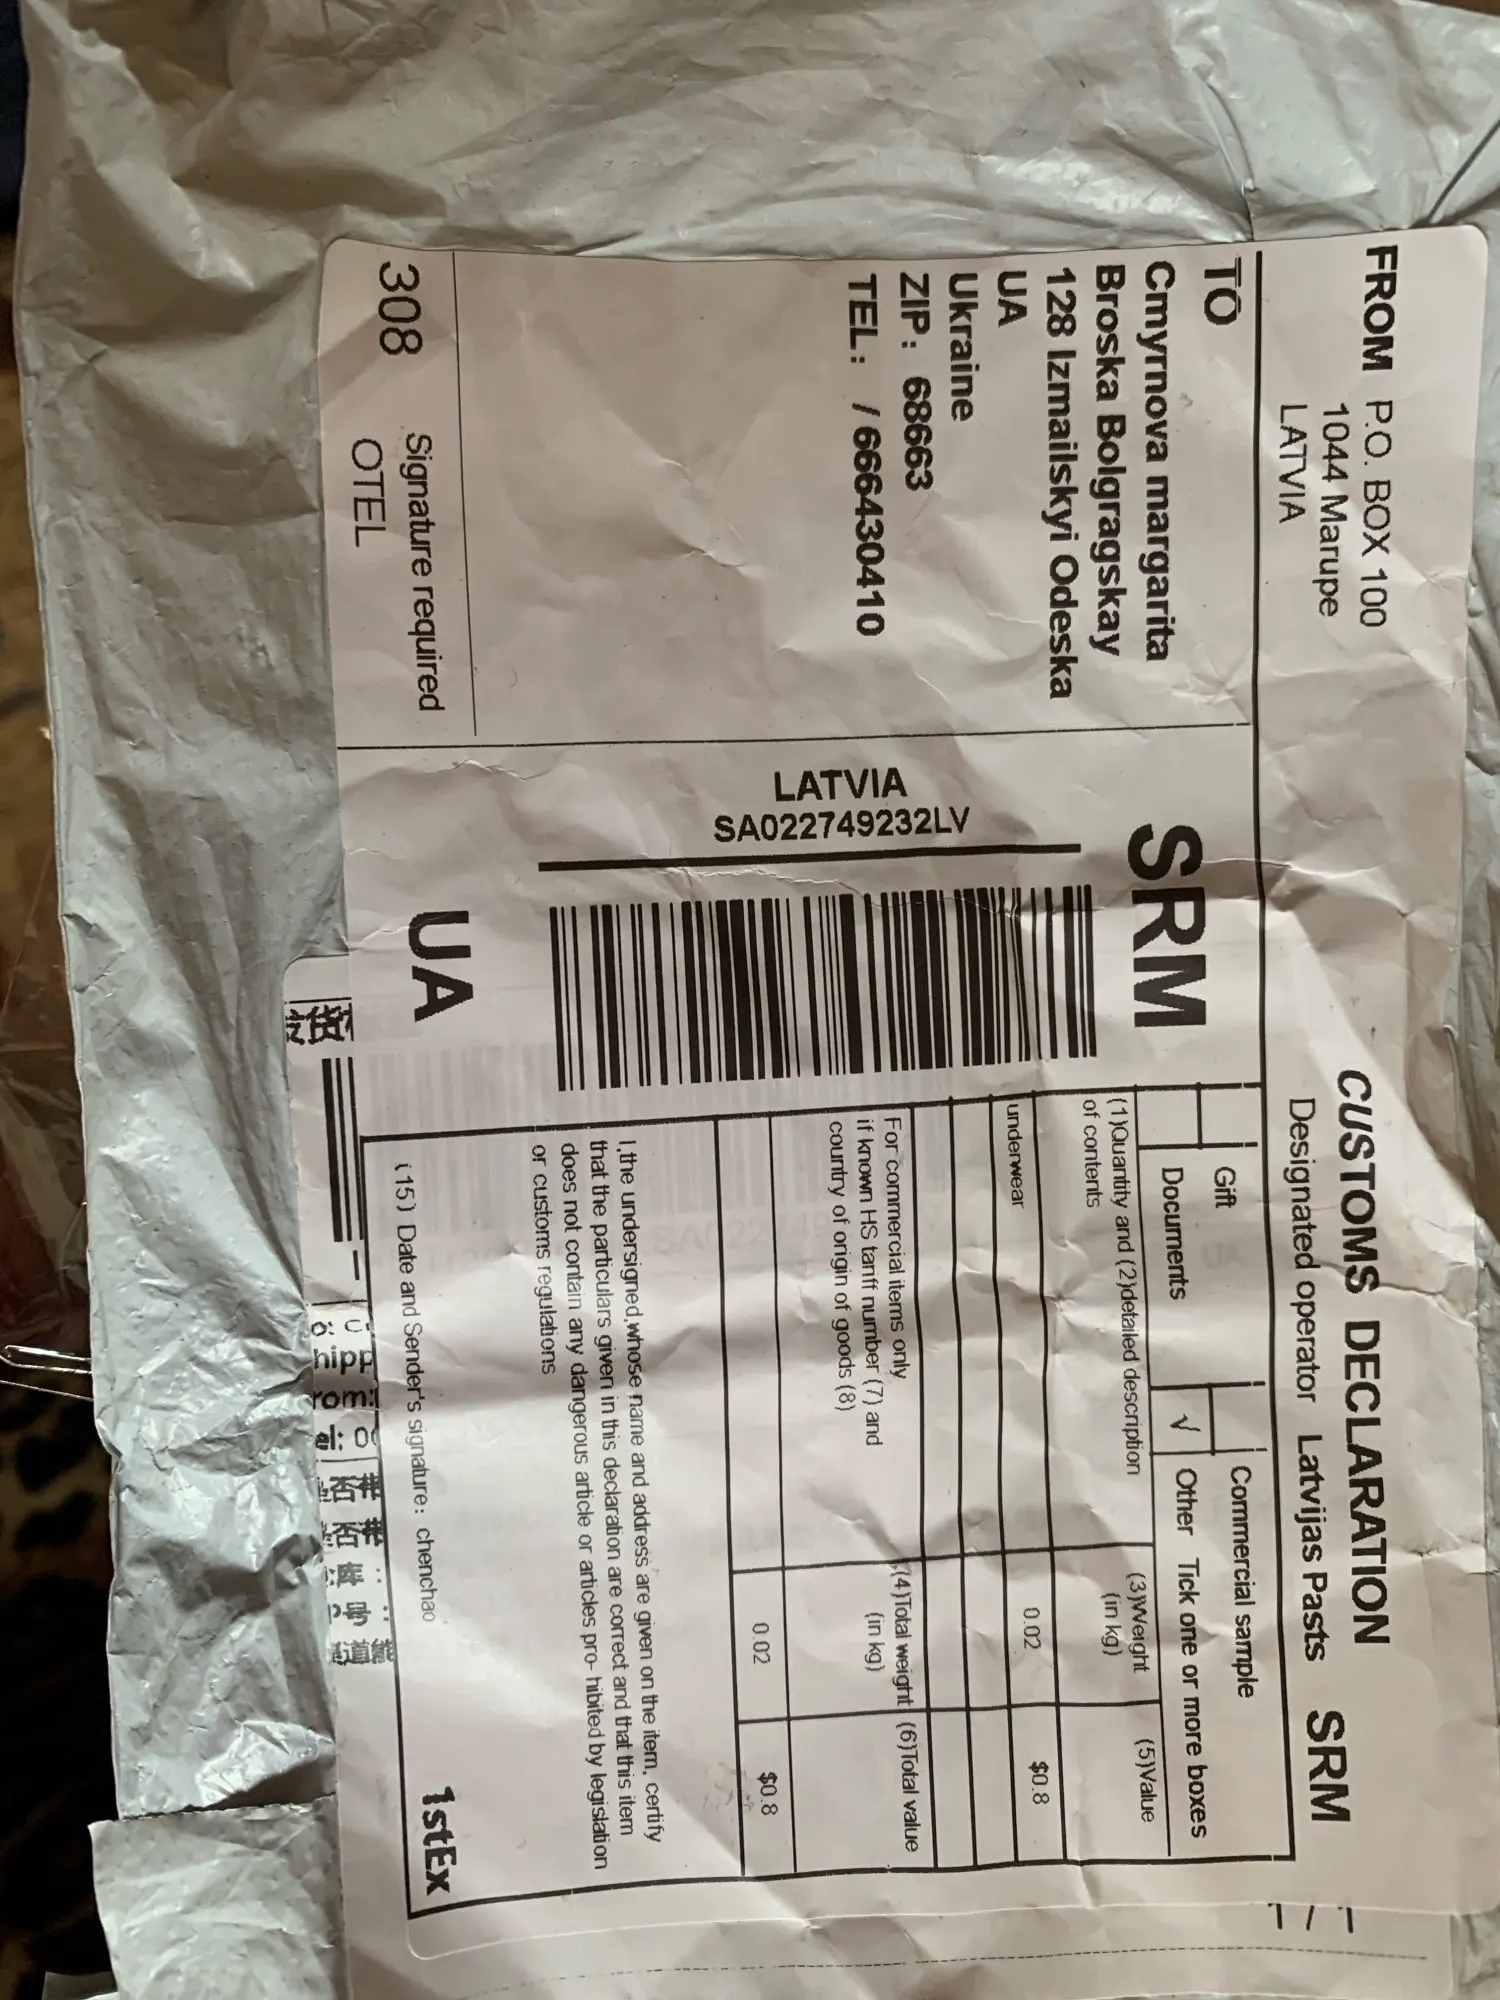 FROM P.O. BOX 100
1044 Marupe
LATVIA
CUSTOMS DECLARATION
Designated operator Latvijas Pasts SRM
TO
Cmyrnova margarita
Broska Bolgragskay
128 Izmailskyi Odeska
UA
Ukraine
ZIP: 68663
TEL: / 666430410
308
Signature required
OTEL
SRM
LATVIA
SA022749232LV
UA
Gift
Commercial sample
Documents
√ Other Tick one or more boxes
(1)Quantity and (2)detailed description
of contents
(3)Weight
(in kg)
(5)Value
underwear 0.02 $0.8
For commercial items only
if known HS tariff number (7) and
country of origin of goods (8)
(4)Total weight
(in kg)
(6)Total value
0.02 $0.8
I,the undersigned,whose name and address are given on the item, certify
that the particulars given in this declaration are correct and that this item
does not contain any dangerous article or articles pro- hibited by legislation
or customs regulations
(15) Date and Sender's signature: chenchao
1stEx